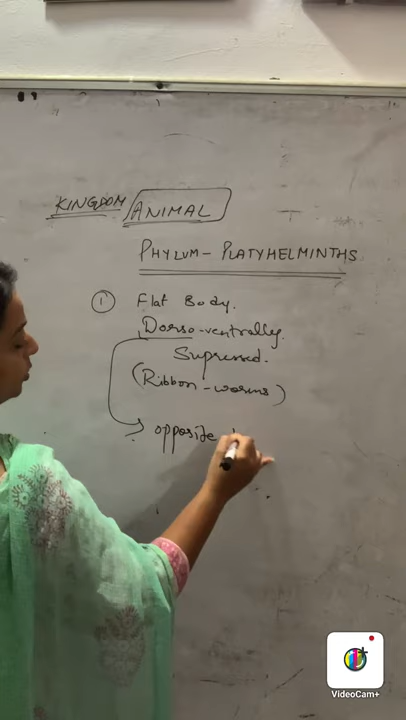 KINGDOM ANIMAL
PHYLUM - PLATYHELMINTHS
① Flat Body.
Dorso-ventrally.
Supressed.
(Ribbon-worms)
opposite
VideoCam+